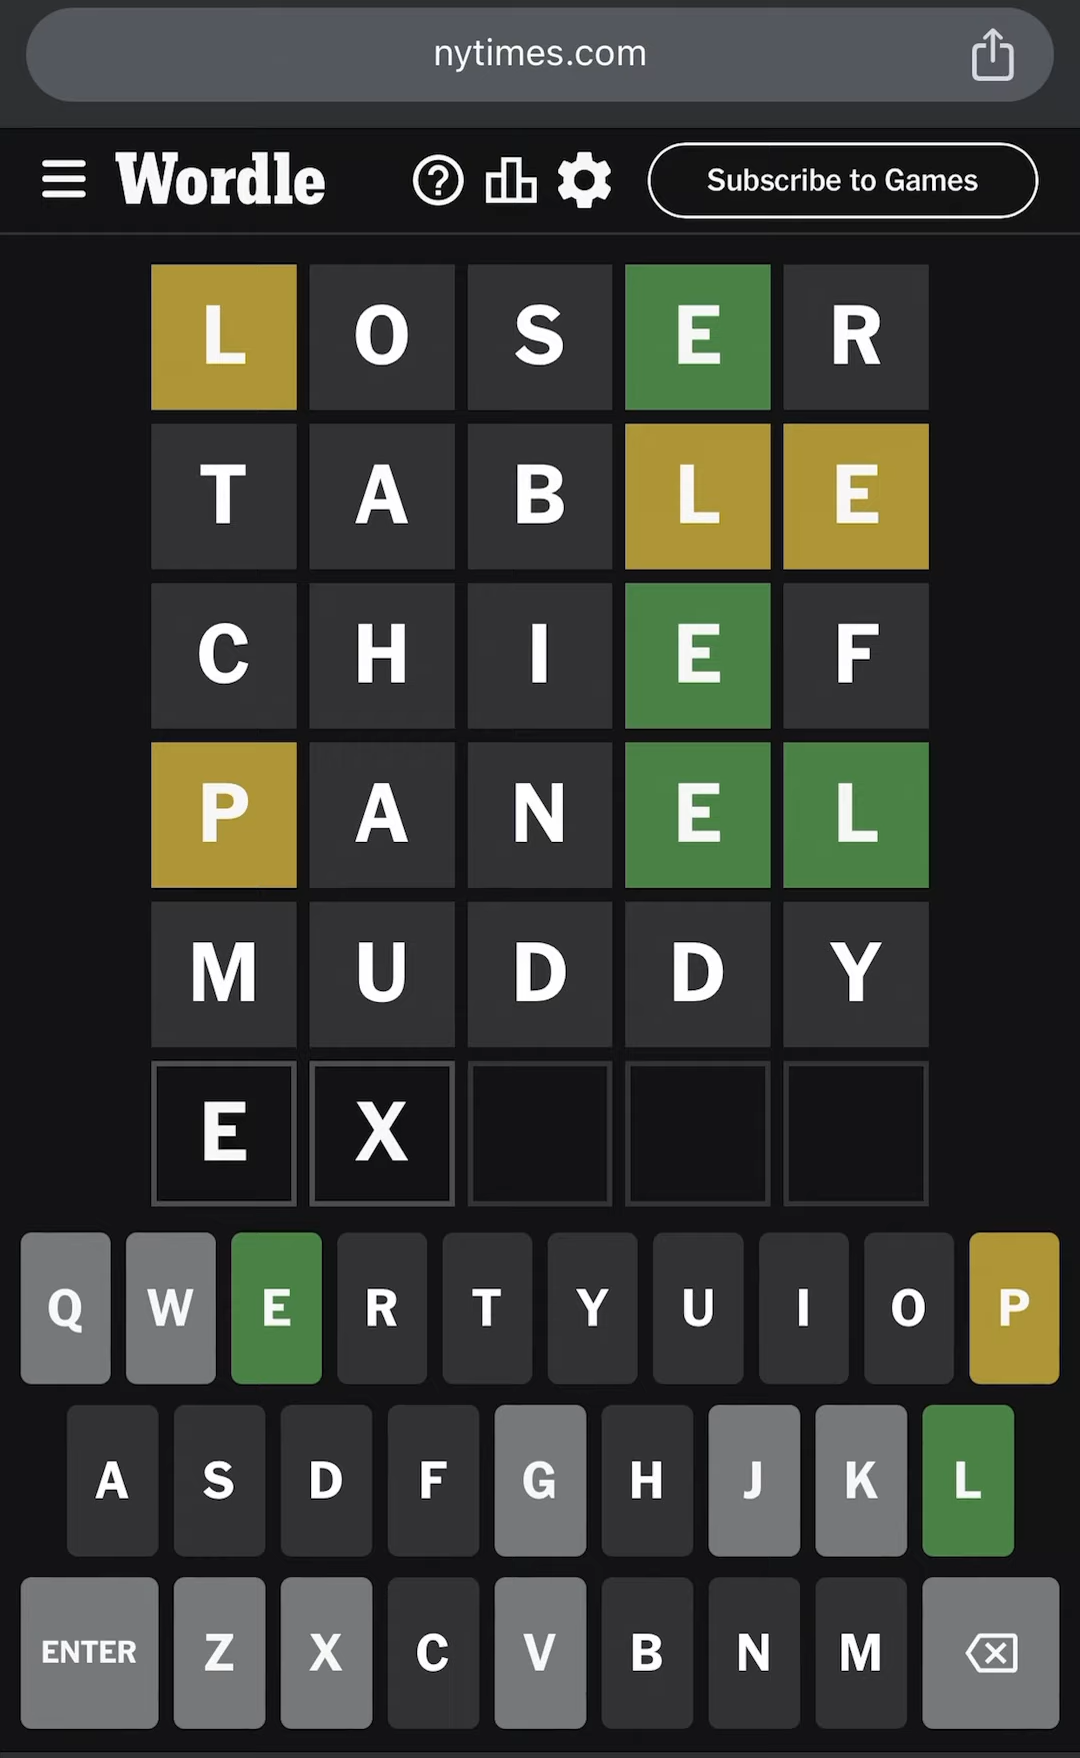 nytimes.com
Wordle ? Subscribe to Games
L O S E R
T A B L E
C H I E F
P A N E L
M U D D Y
E X
Q W E R T Y U I O P
A S D F G H J K L
ENTER Z X C V B N M